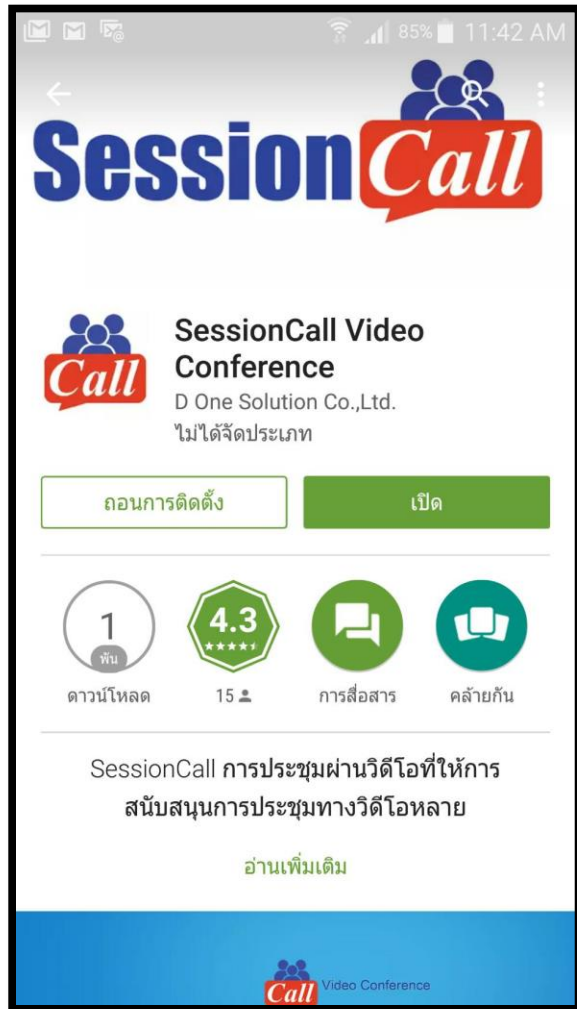 85% 11:42 AM
SessionCall
Call
SessionCall Video
Conference
D One Solution Co.,Ltd.
ไม่ได้จัดประเภท
ถอนการติดตั้ง
เปิด
1
พัน
4.3
ดาวน์โหลด
15
การสื่อสาร
คล้ายกัน
SessionCall การประชุมผ่านวิดีโอที่ให้การ
สนับสนุนการประชุมทางวิดีโอหลาย
อ่านเพิ่มเติม
Call Video Conference